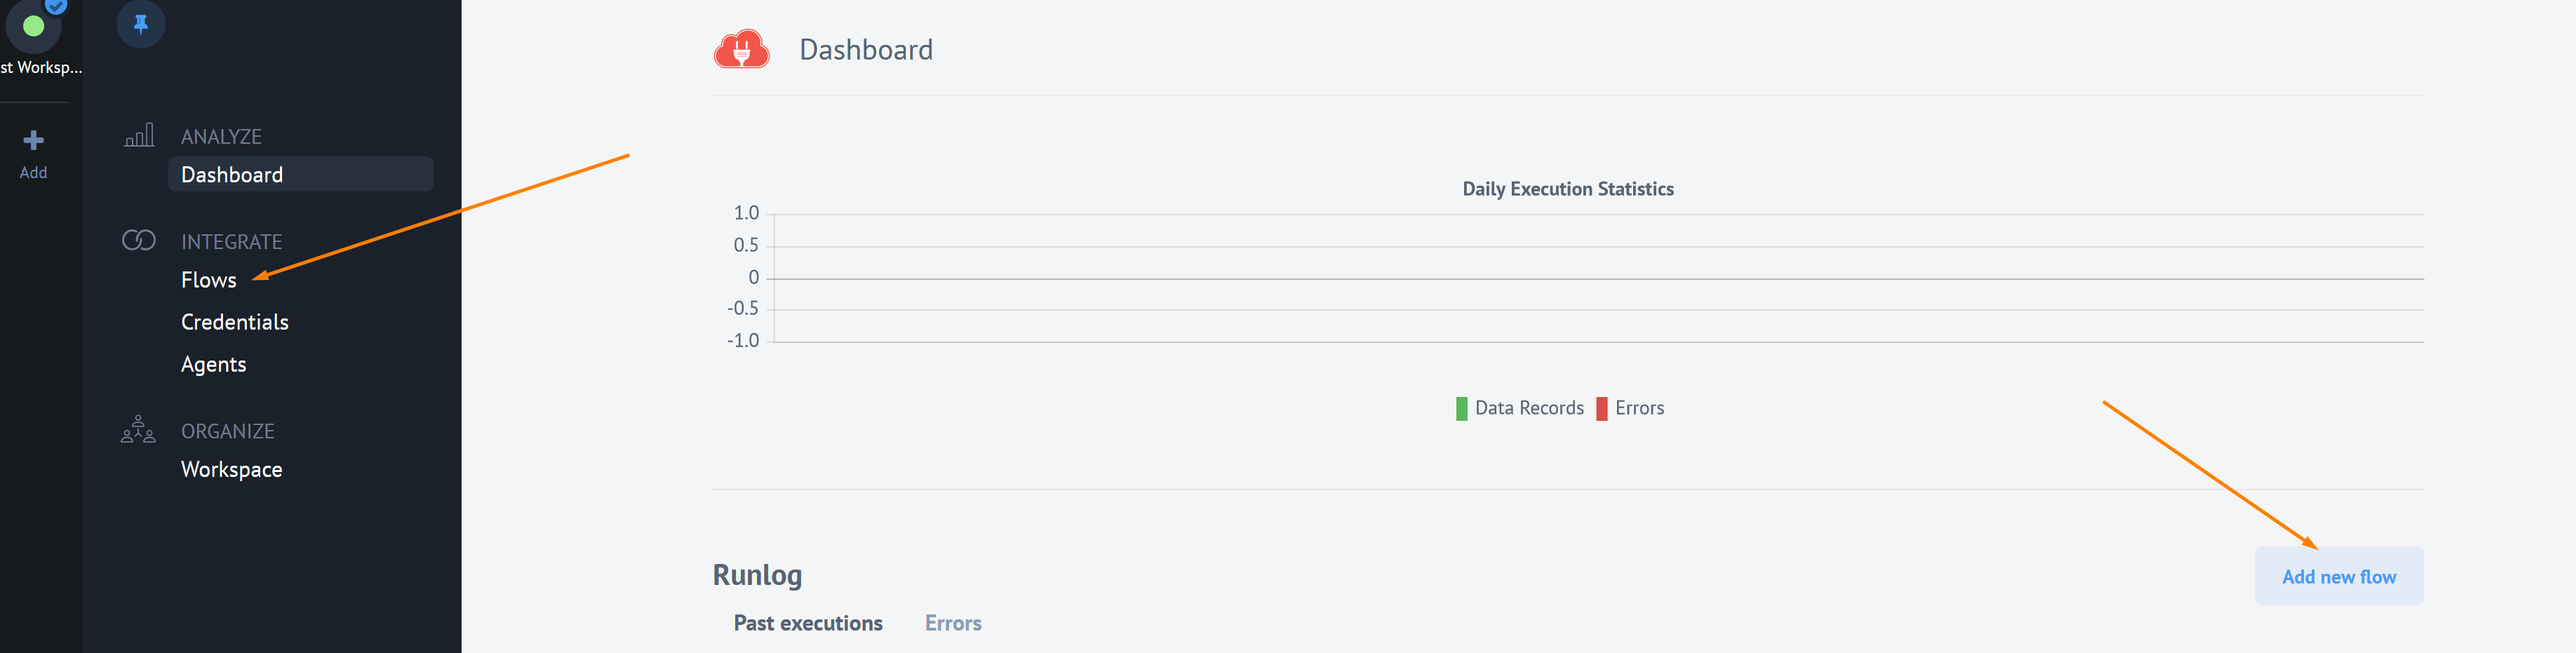 st Worksp...
Add
ANALYZE
Dashboard
INTEGRATE
Flows
Credentials
Agents
ORGANIZE
Workspace
Dashboard
Daily Execution Statistics
1.0
0.5
0
-0.5
-1.0
Data Records Errors
Runlog
Add new flow
Past executions Errors